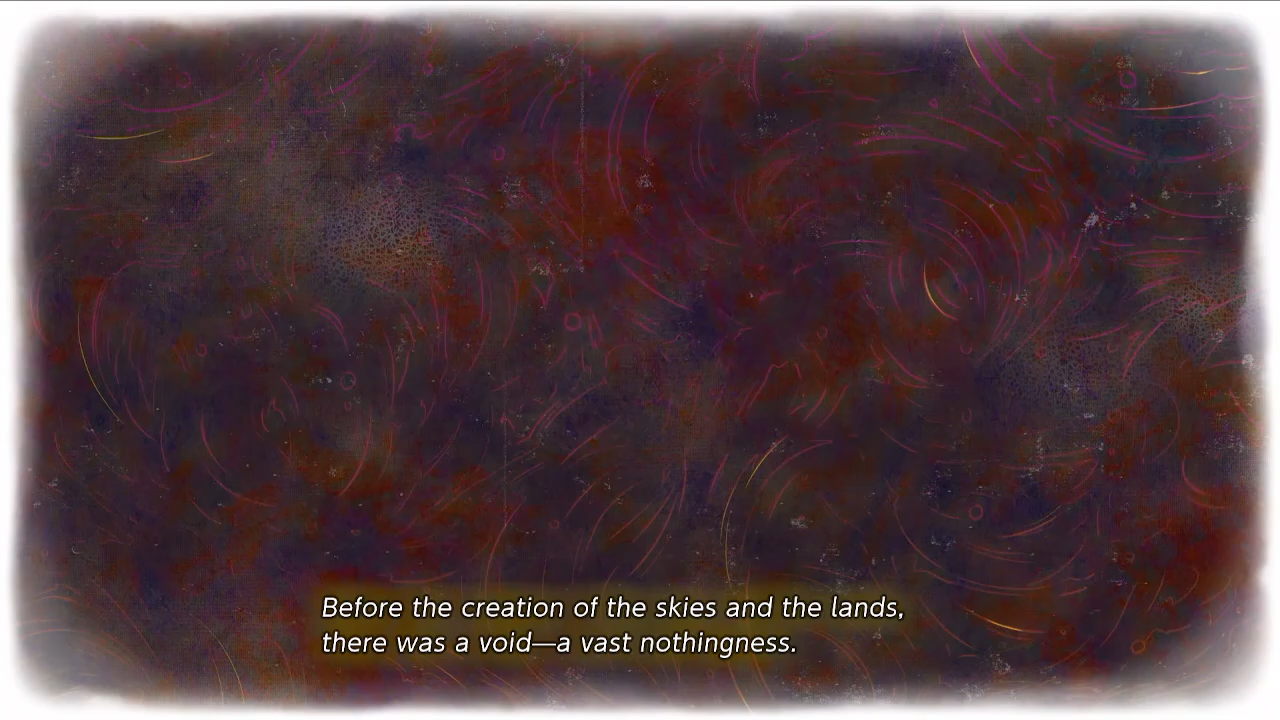 Before the creation of the skies and the lands,
there was a void—a vast nothingness.